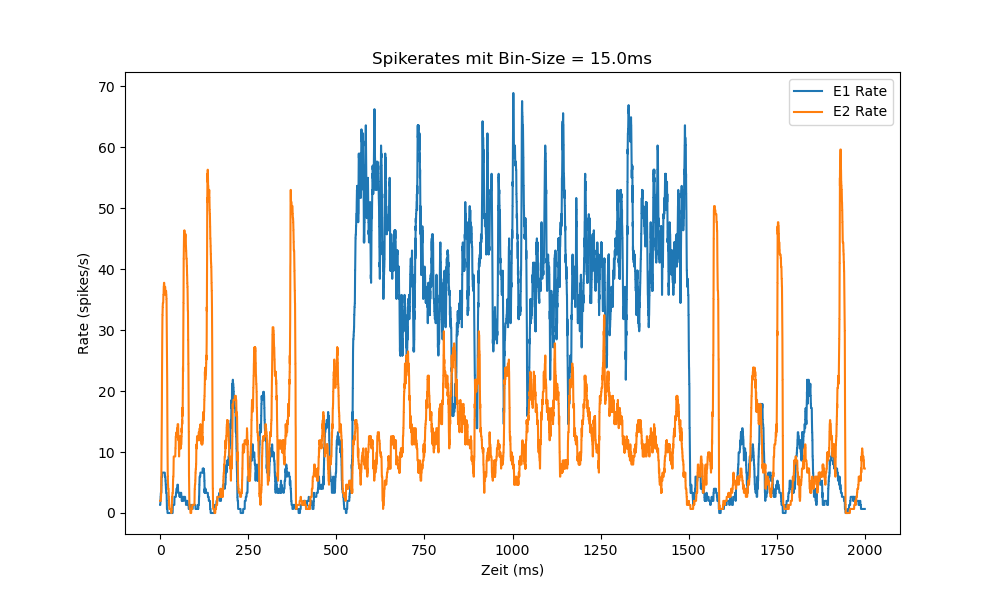 Spikerates mit Bin-Size = 15.0ms
E1 Rate
E2 Rate
70
60
50
40
30
20
10
0
Rate (spikes/s)
0 250 500 750 1000 1250 1500 1750 2000
Zeit (ms)